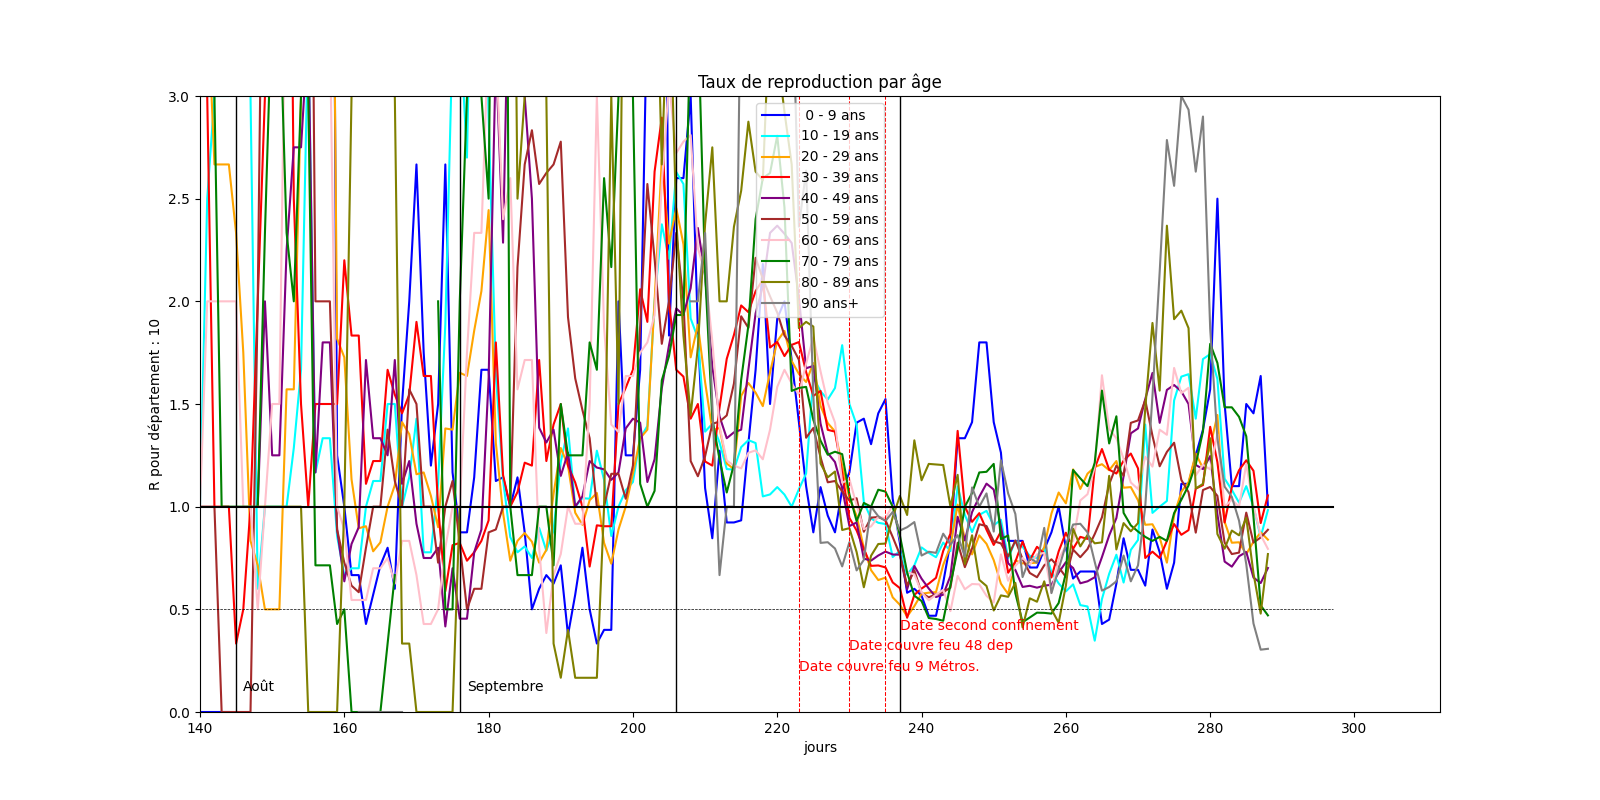 Taux de reproduction par âge
R pour département : 10
3.0
2.5
2.0
1.5
1.0
0.5
0.0
0 - 9 ans
10 - 19 ans
20 - 29 ans
30 - 39 ans
40 - 49 ans
50 - 59 ans
60 - 69 ans
70 - 79 ans
80 - 89 ans
90 ans+
Date second confinement
Date couvre feu 48 dep
Date couvre feu 9 Métros.
Août
Septembre
140 160 180 200 220 240 260 280 300
jours